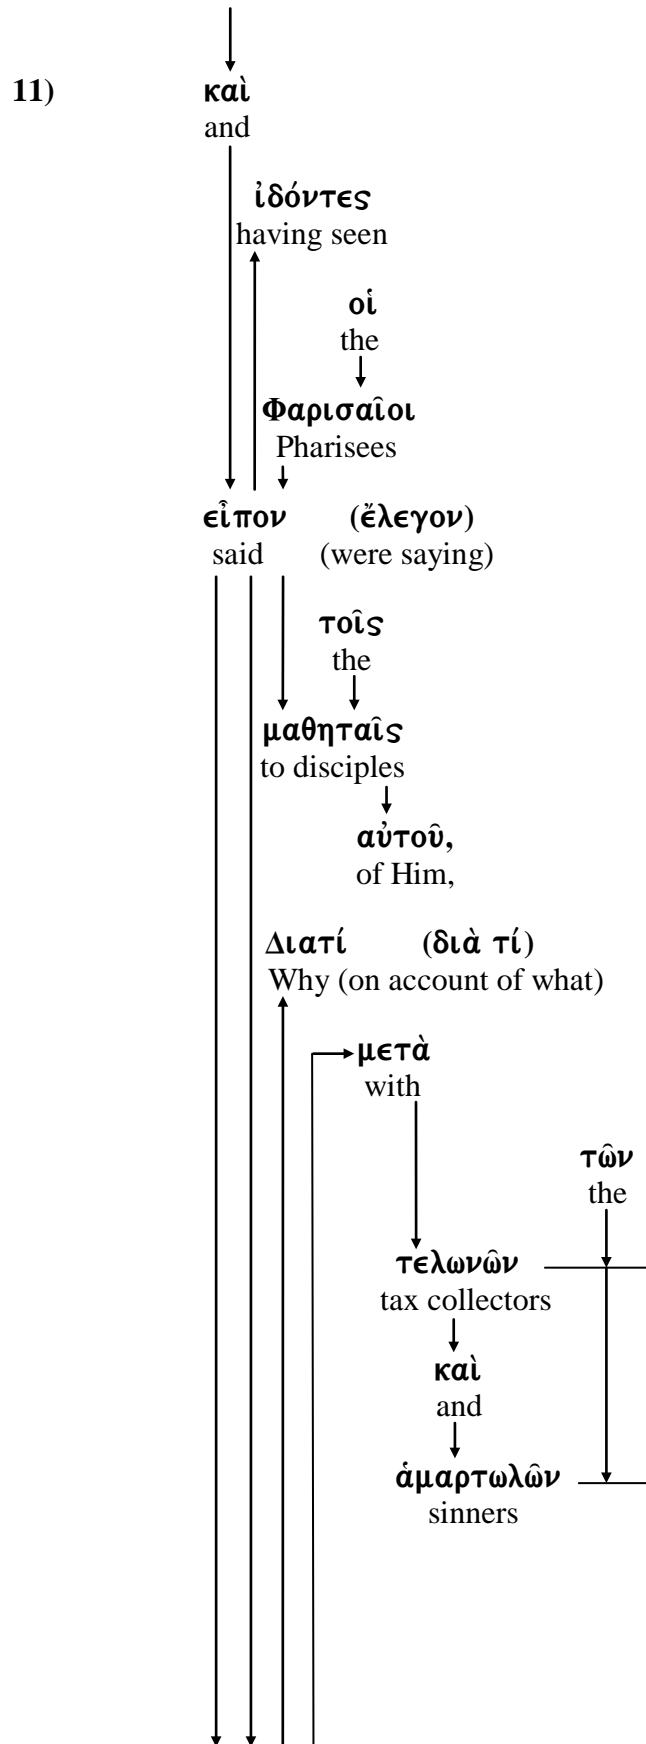 11) καὶ
and
ἰδόντες
having seen
οἱ
the
Φαρισαῖοι
Pharisees
εἶπον (ἔλεγον)
said (were saying)
τοῖς
the
μαθηταῖς
to disciples
αὐτοῦ,
of Him,
Διατί (διὰ τί)
Why (on account of what)
μετὰ
with
τῶν
the
τελωνῶν
tax collectors
καὶ
and
ἁμαρτωλῶν
sinners